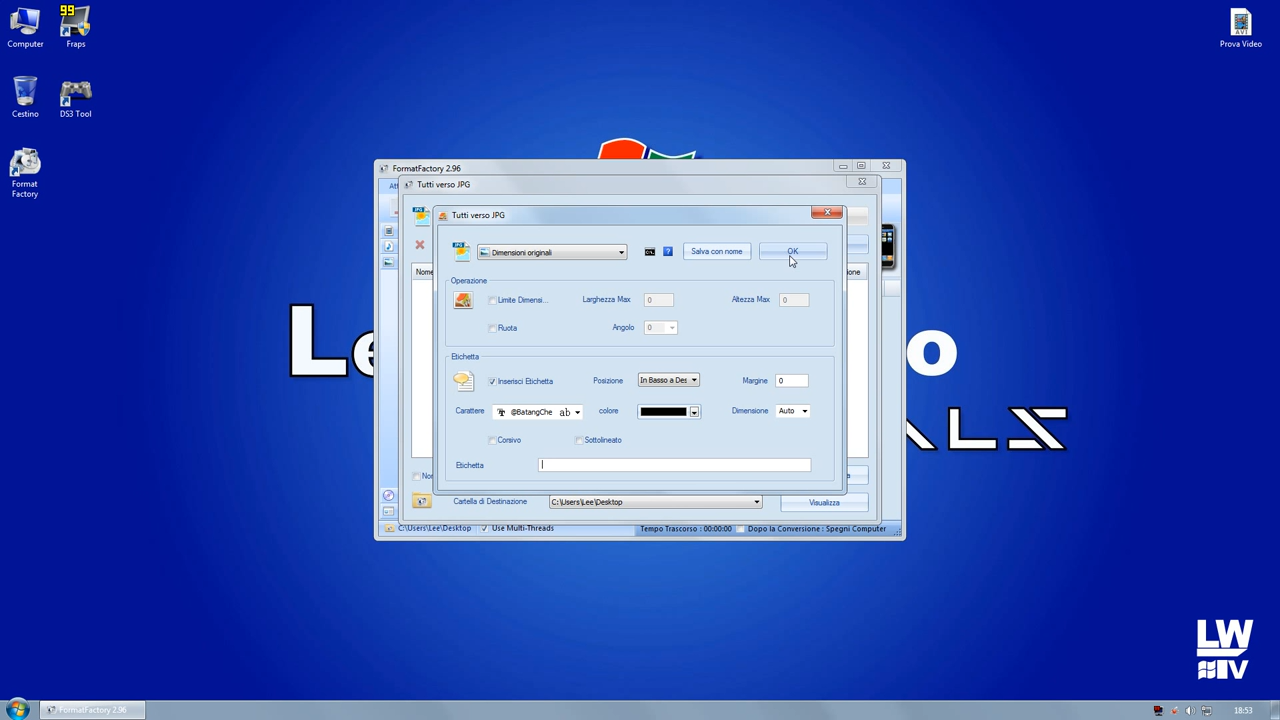 99
Computer
Fraps
AVI
Prova Video
Cestino
DS3 Tool
Format
Factory
FormatFactory 2.96
Tutti verso JPG
Tutti verso JPG
JPG
Dimensioni originali
Salva con nome
OK
Operazione
Limite Dimensi...
Larghezza Max
0
Altezza Max
0
Ruota
Angolo
0
Etichetta
Inserisci Etichetta
Posizione
In Basso a Des
Margine
0
Carattere
@BatangChe
ab
colore
Dimensione
Auto
Corsivo
Sottolineato
Etichetta
Cartella di Destinazione
C:\Users\Lee\Desktop
Visualizza
C:\Users\Lee\Desktop
Use Multi-Threads
Tempo Trascorso : 00:00:00
Dopo la Conversione : Spegni Computer
LW
FormatFactory 2.96
18:53